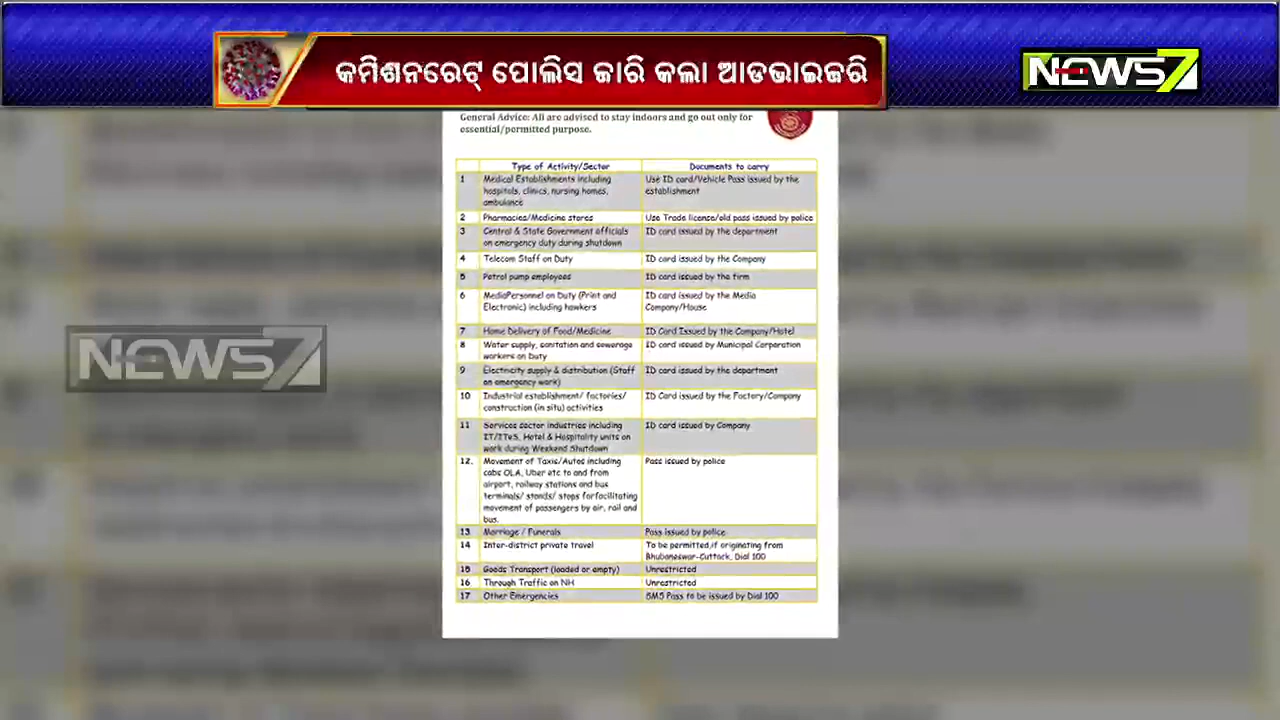 କମିଶନରେଟ୍ ପୋଲିସ ଜାରି କଲା ଆଡଭାଇଜରି
NEWS7
General Advice: All are advised to stay indoors and go out only for
essential/permitted purpose.
Type of Activity/Sector Documents to carry
1 Medical Establishments including Use ID card/Vehicle Pass issued by the
hospitals, clinics, nursing homes, establishment
ambulance
2 Pharmacies/Medicine stores Use Trade license/old pass issued by police
3 Central & State Government officials ID card issued by the department
on emergency duty during shutdown
4 Telecom Staff on Duty ID card issued by the Company
5 Petrol pump employees ID card issued by the firm
6 MediaPersonnel on Duty (Print and ID card issued by the Media
Electronic) including hawkers Company/House
7 Home Delivery of Food/Medicine ID Card Issued by the Company/Hotel
8 Water supply, sanitation and sewerage ID card issued by Municipal Corporation
workers on Duty
9 Electricity supply & distribution (Staff ID card issued by the department
on emergency work)
10 Industrial establishment/ factories/ ID Card issued by the Factory/Company
construction (in situ) activities
11 Services sector industries including ID card issued by Company
IT/ITeS, Hotel & Hospitality units on
work during Weekend Shutdown
12. Movement of Taxis/Autos including Pass issued by police
cabs OLA, Uber etc to and from
airport, railway stations and bus
terminals/ stands/ stops forfacilitating
movement of passengers by air, rail and
bus.
13 Marriage / Funerals Pass issued by police
14 Inter-district private travel To be permitted,if originating from
Bhubaneswar-Cuttack, Dial 100
15 Goods Transport (loaded or empty) Unrestricted
16 Through Traffic on NH Unrestricted
17 Other Emergencies SMS Pass to be issued by Dial 100
NEWS7